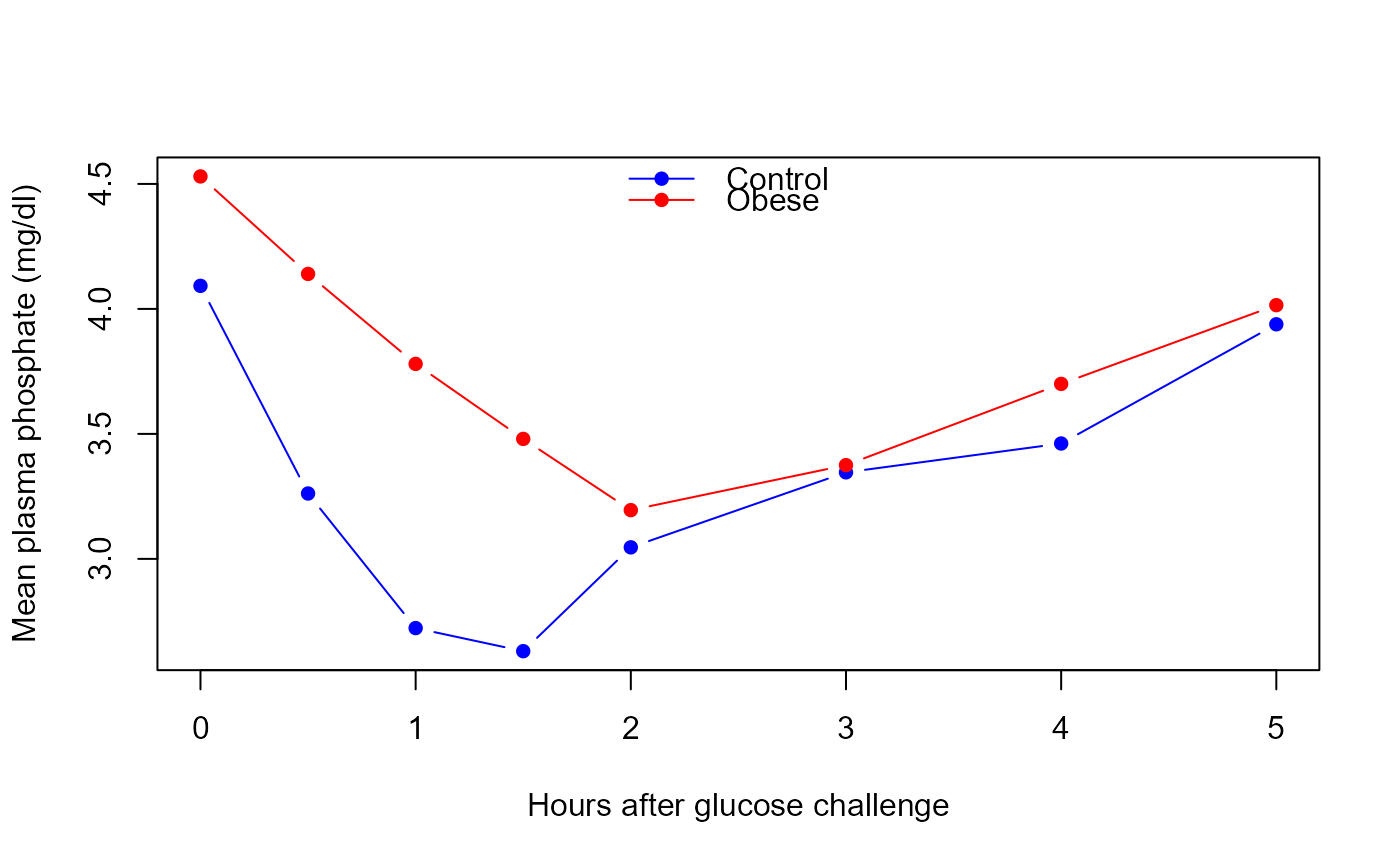 Control
Obese
Mean plasma phosphate (mg/dl)
4.5
4.0
3.5
3.0
0 1 2 3 4 5
Hours after glucose challenge